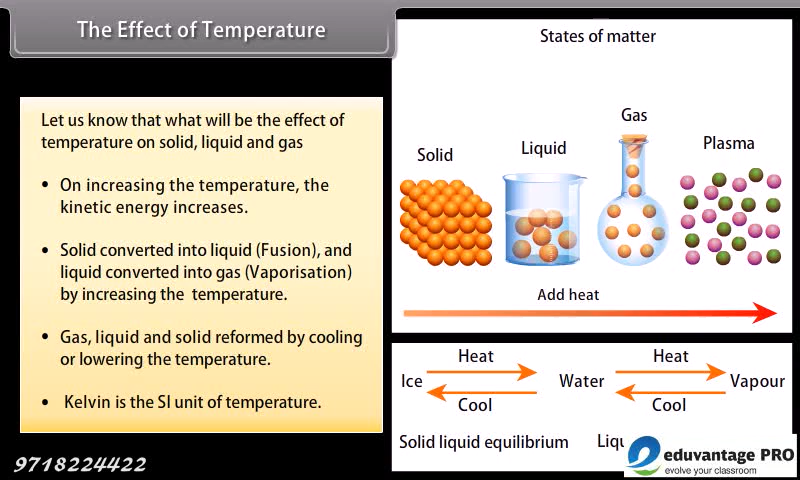 The Effect of Temperature
Let us know that what will be the effect of
temperature on solid, liquid and gas
• On increasing the temperature, the
kinetic energy increases.
• Solid converted into liquid (Fusion), and
liquid converted into gas (Vaporisation)
by increasing the temperature.
• Gas, liquid and solid reformed by cooling
or lowering the temperature.
• Kelvin is the SI unit of temperature.
9718224422
States of matter
Solid
Liquid
Gas
Plasma
Add heat
Heat
Heat
Ice
Water
Vapour
Cool
Cool
Solid liquid equilibrium
eduvantage PRO
evolve your classroom